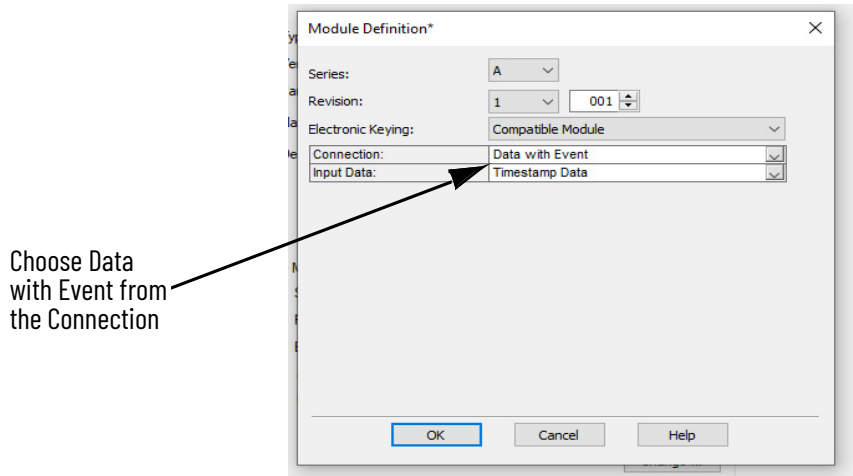 Module Definition*
Series:
A
Revision:
1
001
Electronic Keying:
Compatible Module
Connection:
Data with Event
Input Data:
Timestamp Data
Choose Data
with Event from
the Connection
OK
Cancel
Help